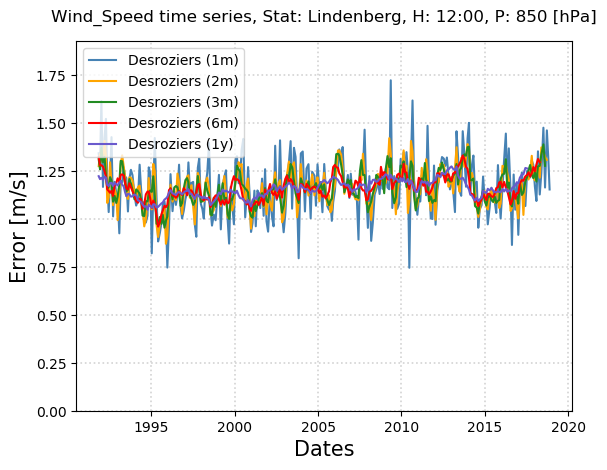 Wind_Speed time series, Stat: Lindenberg, H: 12:00, P: 850 [hPa]
Desroziers (1m)
Desroziers (2m)
Desroziers (3m)
Desroziers (6m)
Desroziers (1y)
Error [m/s]
1.75
1.50
1.25
1.00
0.75
0.50
0.25
0.00
1995 2000 2005 2010 2015 2020
Dates